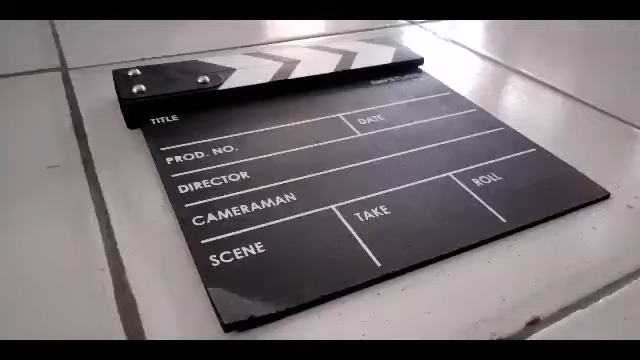 TITLE
PROD. NO. DATE
DIRECTOR
CAMERAMAN
SCENE TAKE ROLL